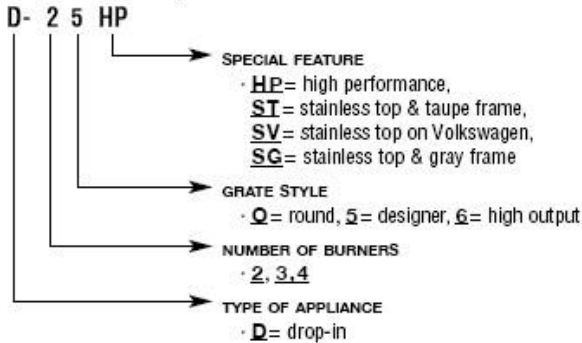 D- 2 5 HP
SPECIAL FEATURE
· HP= high performance,
ST= stainless top & taupe frame,
SV= stainless top on Volkswagen,
SG= stainless top & gray frame
GRATE STYLE
· O= round, 5= designer, 6= high output
NUMBER OF BURNERS
· 2, 3,4
TYPE OF APPLIANCE
· D= drop-in